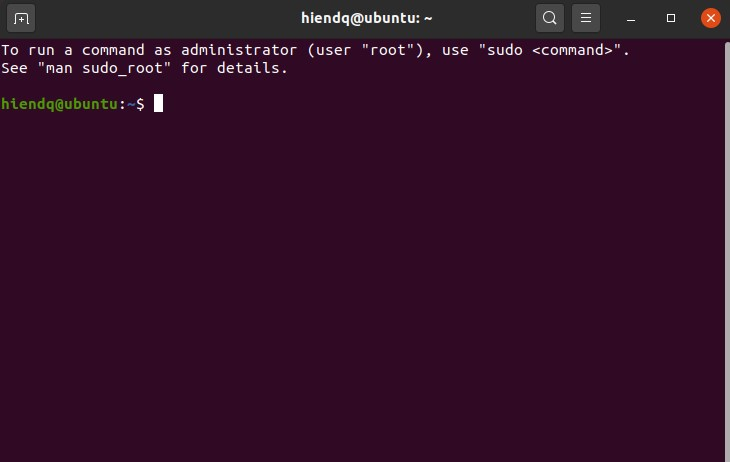 hiendq@ubuntu: ~
To run a command as administrator (user "root"), use "sudo <command>".
See "man sudo_root" for details.
hiendq@ubuntu:~$